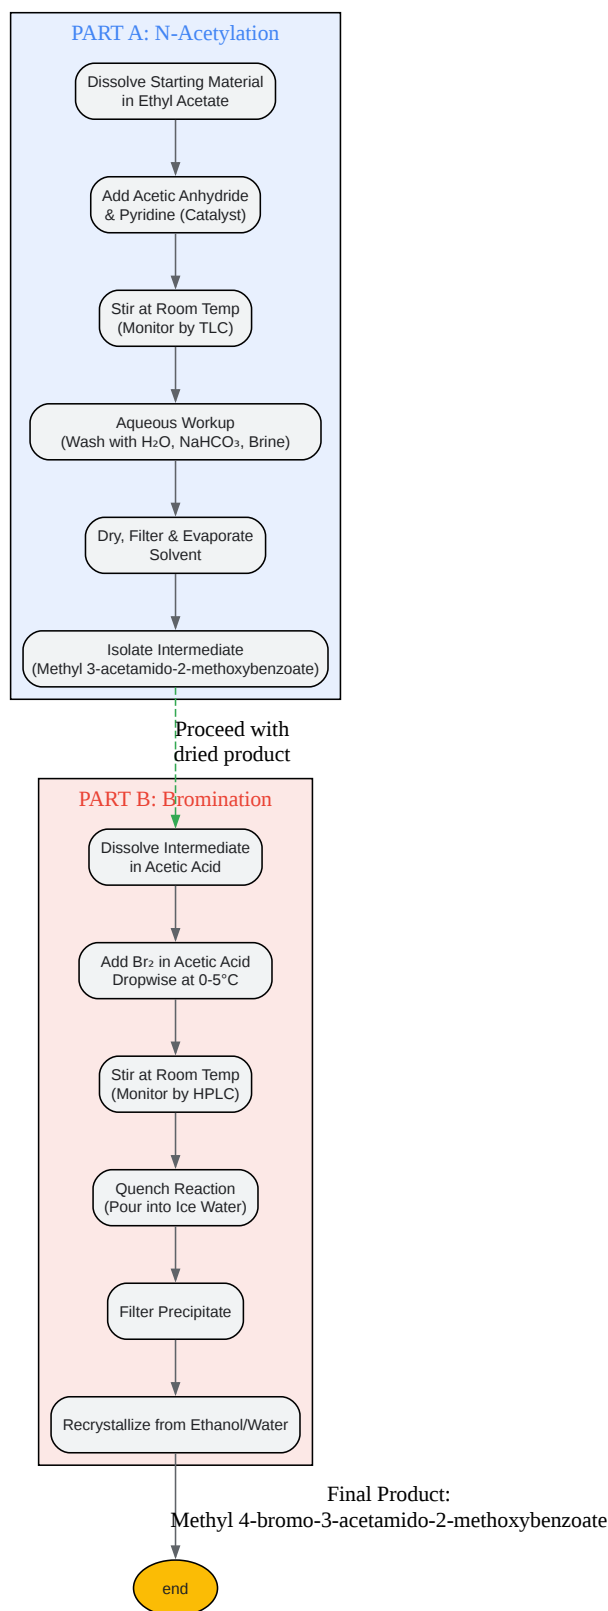 PART A: N-Acetylation
Dissolve Starting Material
in Ethyl Acetate
Add Acetic Anhydride
& Pyridine (Catalyst)
Stir at Room Temp
(Monitor by TLC)
Aqueous Workup
(Wash with H₂O, NaHCO₃, Brine)
Dry, Filter & Evaporate
Solvent
Isolate Intermediate
(Methyl 3-acetamido-2-methoxybenzoate)
Proceed with
dried product
PART B: Bromination
Dissolve Intermediate
in Acetic Acid
Add Br₂ in Acetic Acid
Dropwise at 0-5°C
Stir at Room Temp
(Monitor by HPLC)
Quench Reaction
(Pour into Ice Water)
Filter Precipitate
Recrystallize from Ethanol/Water
Final Product:
Methyl 4-bromo-3-acetamido-2-methoxybenzoate
end